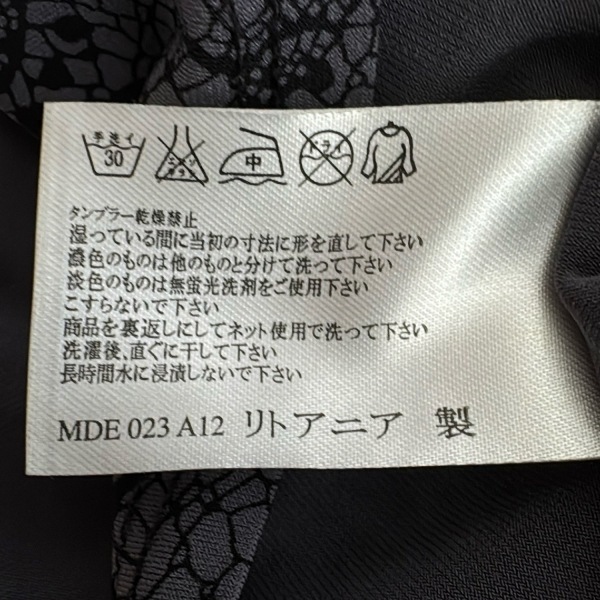 手洗イ 30 エンソ サラシ 中 ドライ
タンブラー乾燥禁止
湿っている間に当初の寸法に形を直して下さい
濃色のものは他のものと分けて洗って下さい
淡色のものは無蛍光洗剤をご使用下さい
こすらないで下さい
商品を裏返しにしてネット使用で洗って下さい
洗濯後、直ぐに干して下さい
長時間水に浸漬しないで下さい
MDE 023 A12 リトアニア 製